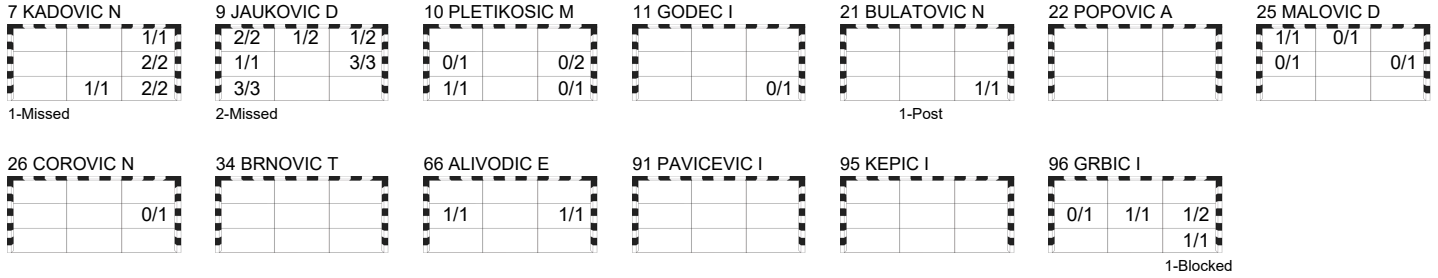 7 KADOVIC N 9 JAUKOVIC D 10 PLETIKOSIC M 11 GODEC I 21 BULATOVIC N 22 POPOVIC A 25 MALOVIC D
1/1 2/2 1/2 1/2 1/1 0/1
2/2 1/1 3/3 0/1 0/2 0/1 0/1
1/1 2/2 3/3 1/1 0/1 0/1 1/1
1-Missed 2-Missed 1-Post
26 COROVIC N 34 BRNOVIC T 66 ALIVODIC E 91 PAVICEVIC I 95 KEPIC I 96 GRBIC I
0/1 1/1 1/1 0/1 1/1 1/2
1/1
1-Blocked